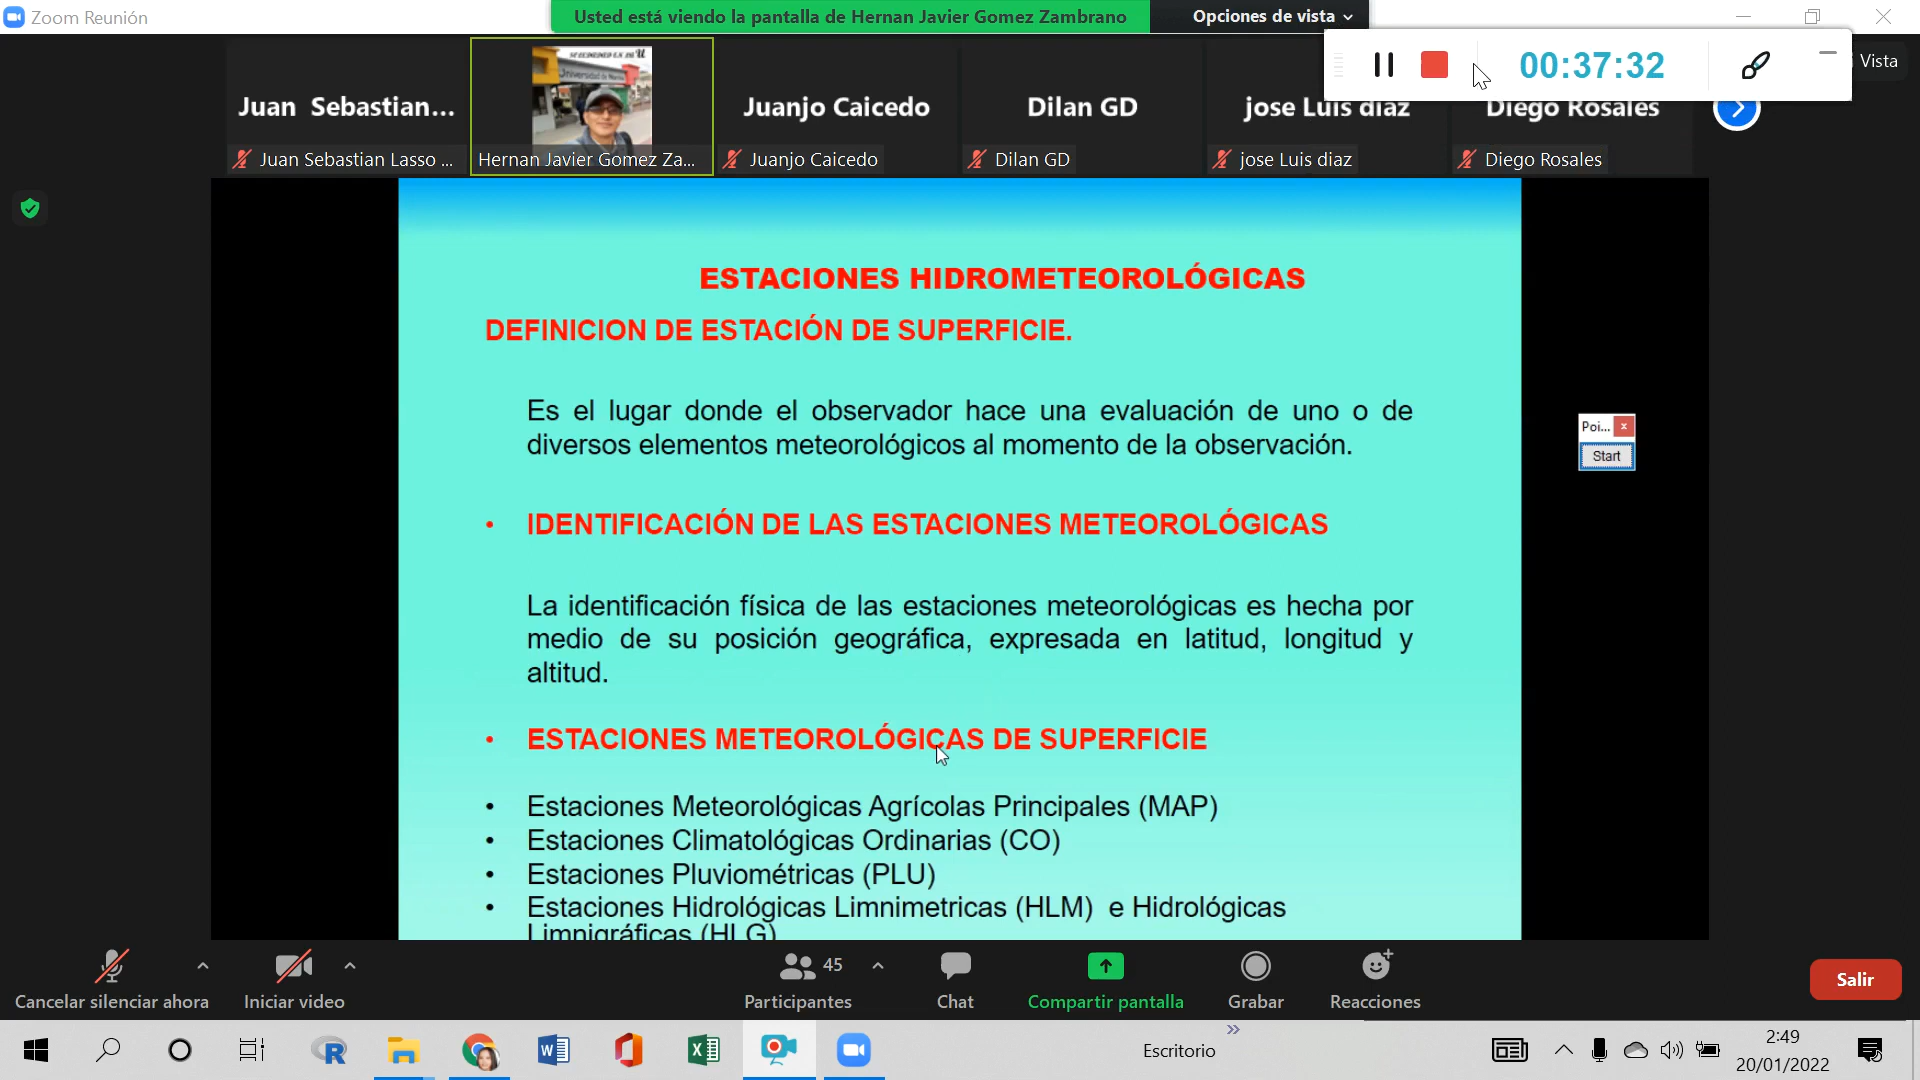 Zoom Reunión
Usted está viendo la pantalla de Hernan Javier Gomez Zambrano
Opciones de vista
00:37:32
Vista
Juan Sebastian...
Juanjo Caicedo
Dilan GD
jose Luis diaz
Diego Rosales
Juan Sebastian Lasso ...
Hernan Javier Gomez Za...
Juanjo Caicedo
Dilan GD
jose Luis diaz
Diego Rosales
ESTACIONES HIDROMETEOROLÓGICAS
DEFINICION DE ESTACIÓN DE SUPERFICIE.
Es el lugar donde el observador hace una evaluación de uno o de
diversos elementos meteorológicos al momento de la observación.
Poi...
Start
• IDENTIFICACIÓN DE LAS ESTACIONES METEOROLÓGICAS
La identificación física de las estaciones meteorológicas es hecha por
medio de su posición geográfica, expresada en latitud, longitud y
altitud.
• ESTACIONES METEOROLÓGICAS DE SUPERFICIE
• Estaciones Meteorológicas Agrícolas Principales (MAP)
• Estaciones Climatológicas Ordinarias (CO)
• Estaciones Pluviométricas (PLU)
• Estaciones Hidrológicas Limnimetricas (HLM) e Hidrológicas
Limnigráficas (HLG)
45
Cancelar silenciar ahora
Iniciar video
Participantes
Chat
Compartir pantalla
Grabar
Reacciones
Salir
Escritorio
2:49
20/01/2022